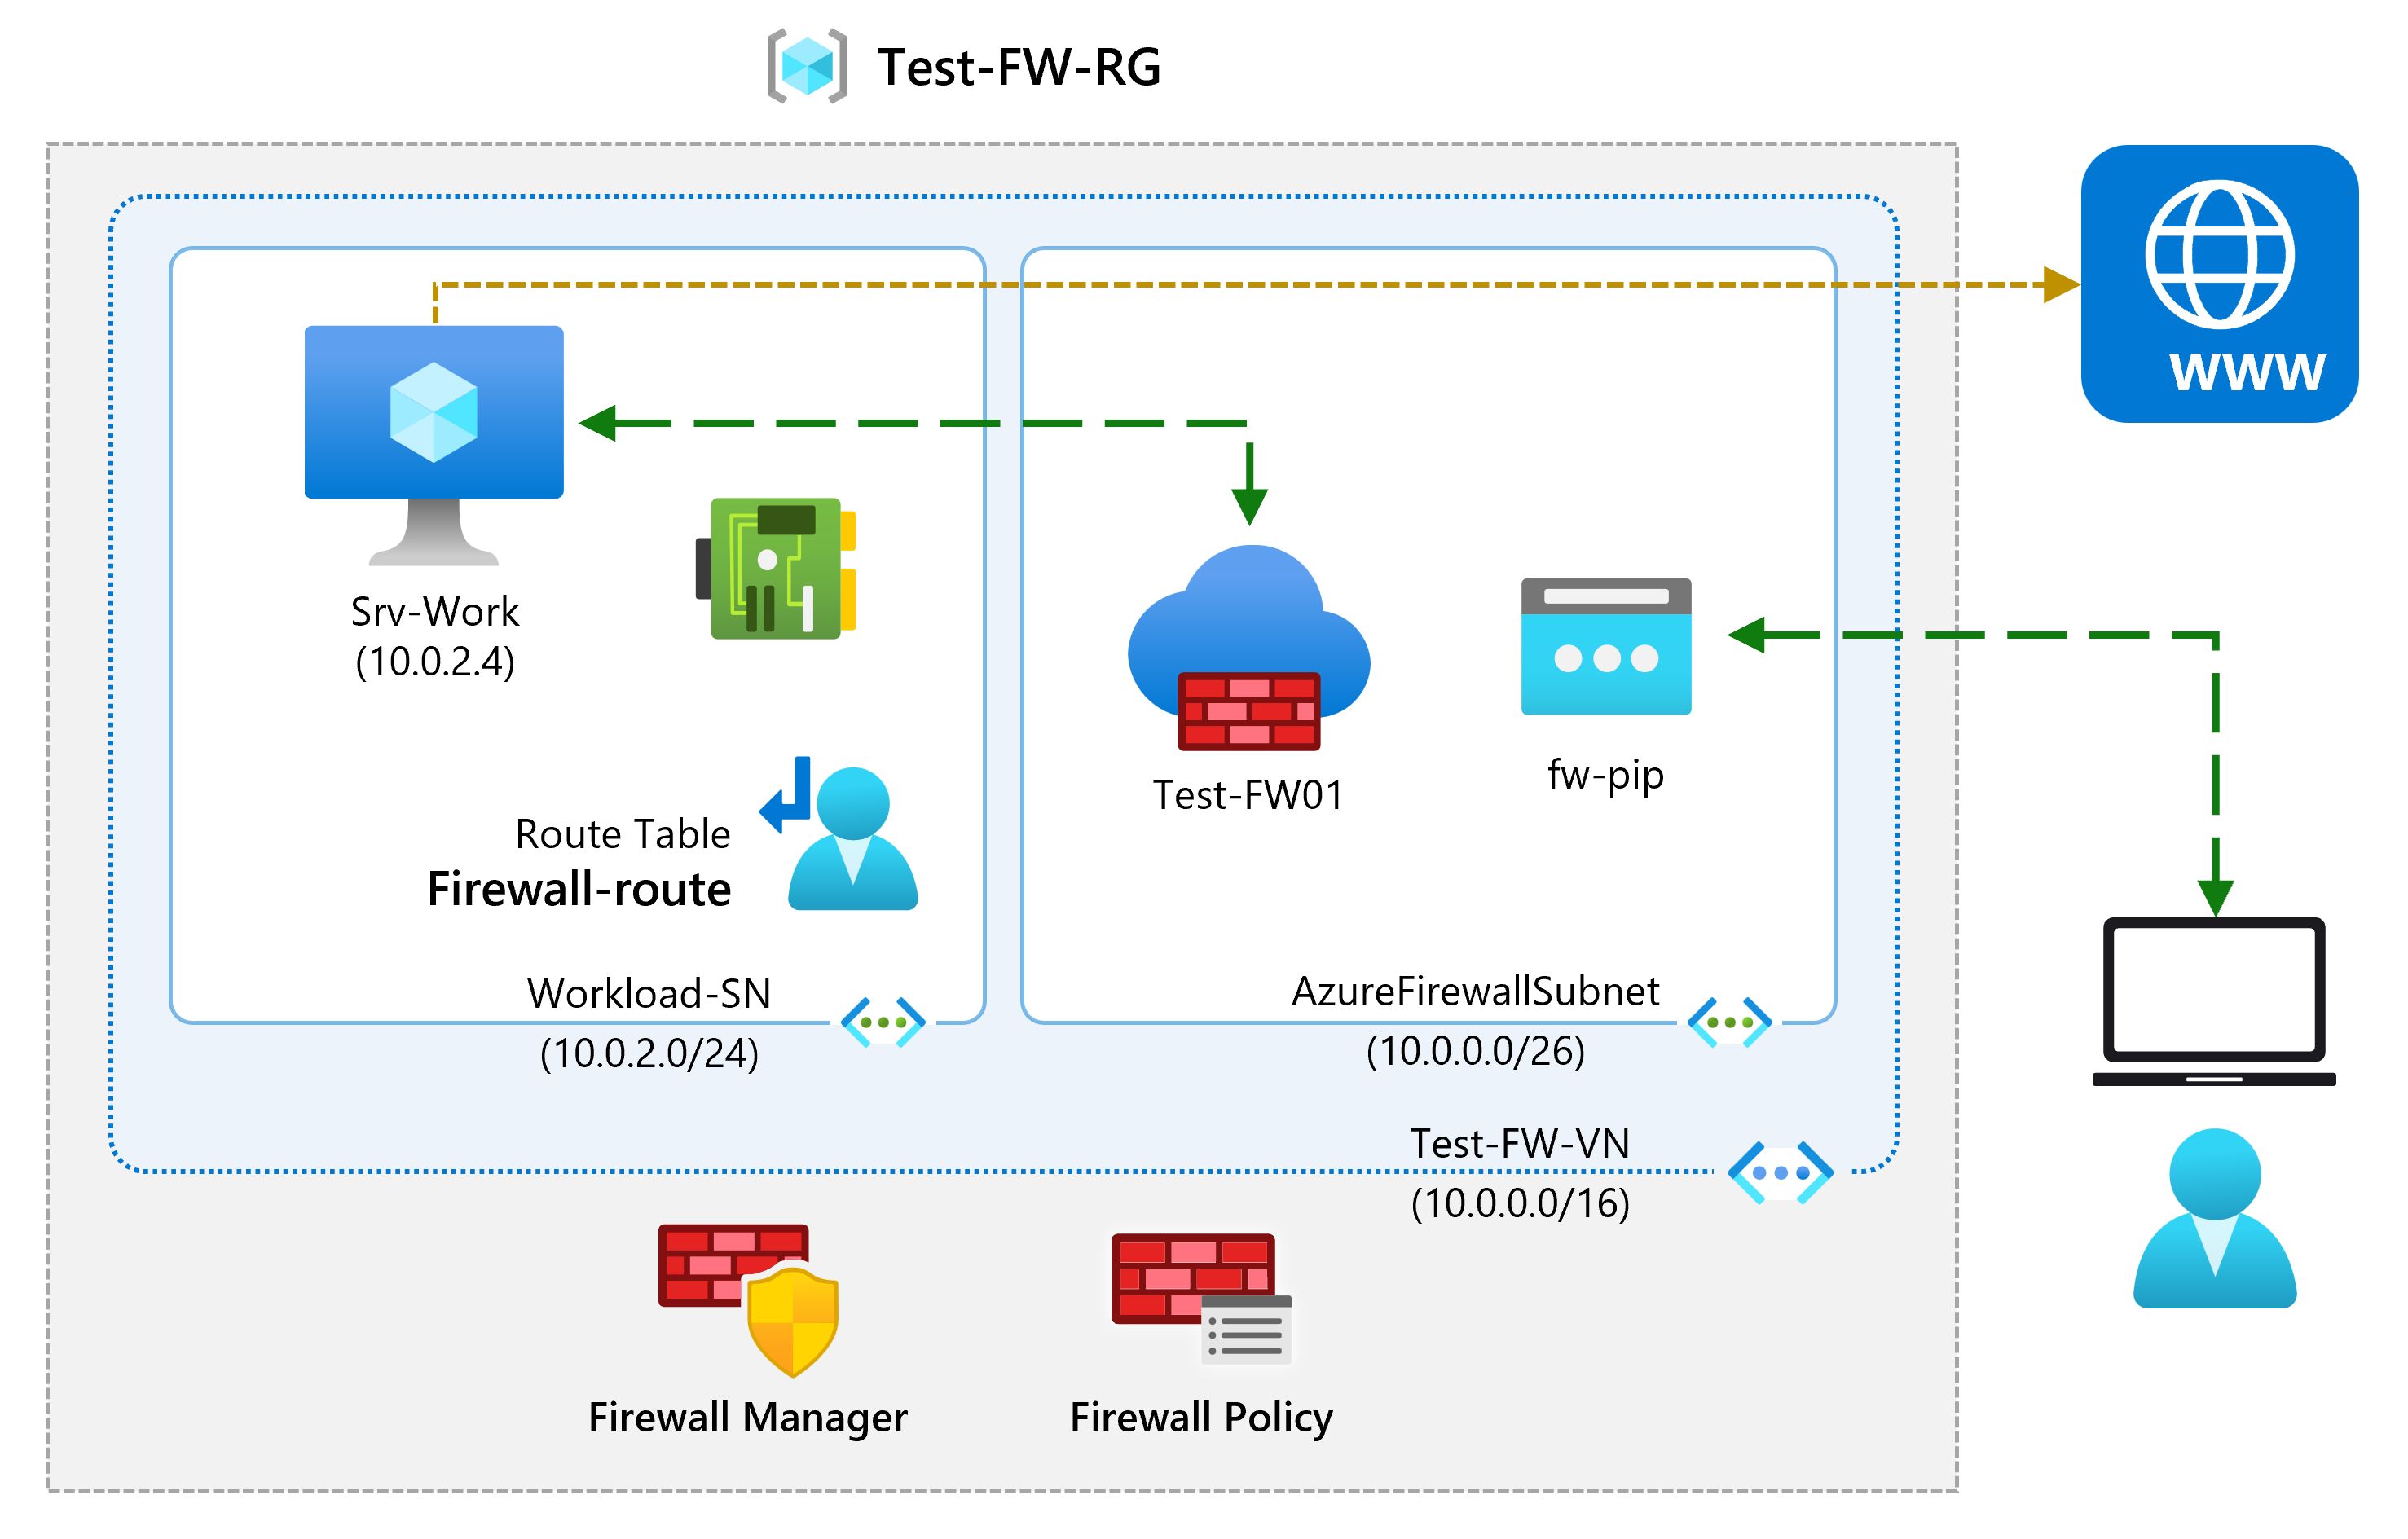 Test-FW-RG
www
Srv-Work
(10.0.2.4)
Test-FW01
fw-pip
Route Table
Firewall-route
Workload-SN
(10.0.2.0/24)
AzureFirewallSubnet
(10.0.0.0/26)
Test-FW-VN
(10.0.0.0/16)
Firewall Manager
Firewall Policy